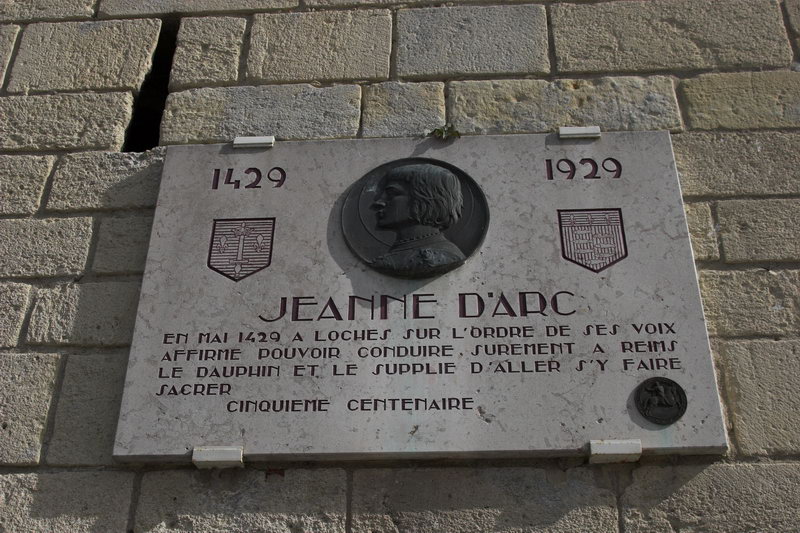 1429 1929
JEANNE D'ARC
EN MAI 1429 A LOCHES SUR L'ORDRE DE SES VOIX
AFFIRME POUVOIR CONDUIRE, SUREMENT A REIMS
LE DAUPHIN ET LE SUPPLIE D'ALLER S'Y FAIRE
SACRER
CINQUIEME CENTENAIRE